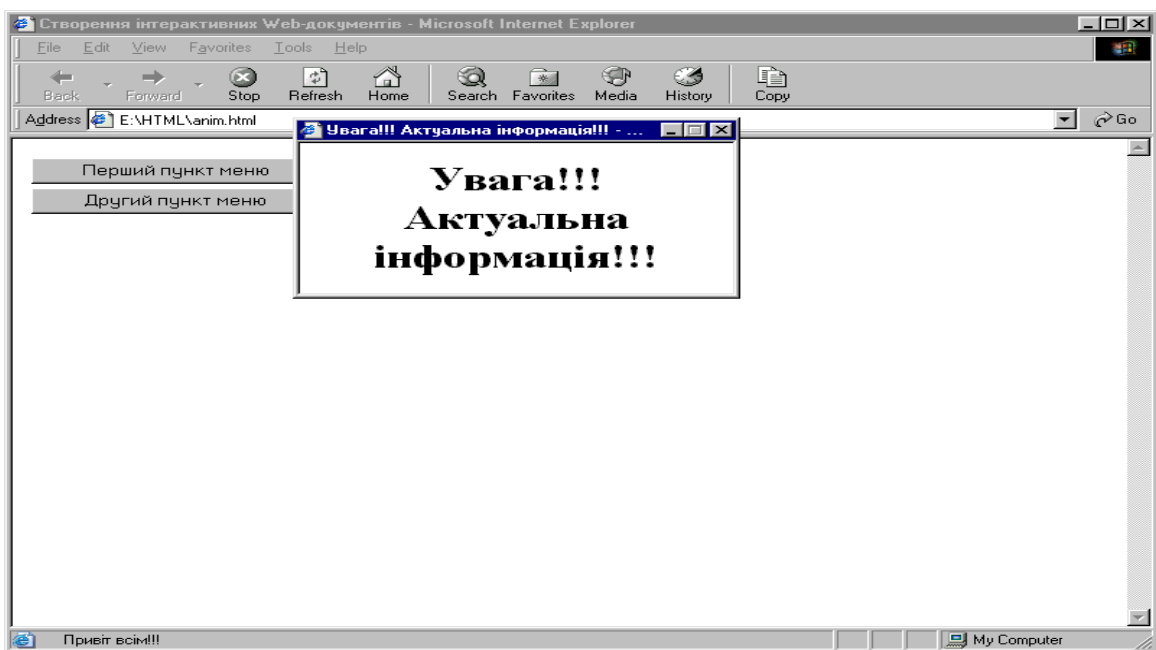 Створення інтерактивних Web-документів - Microsoft Internet Explorer
File Edit View Favorites Tools Help
Back Forward Stop Refresh Home Search Favorites Media History Copy
Address E:\HTML\anim.html Go
Увага!!! Актуальна інформація!!! - ...
Перший пункт меню
Другий пункт меню
Увага!!!
Актуальна
інформація!!!
Привіт всім!!! My Computer